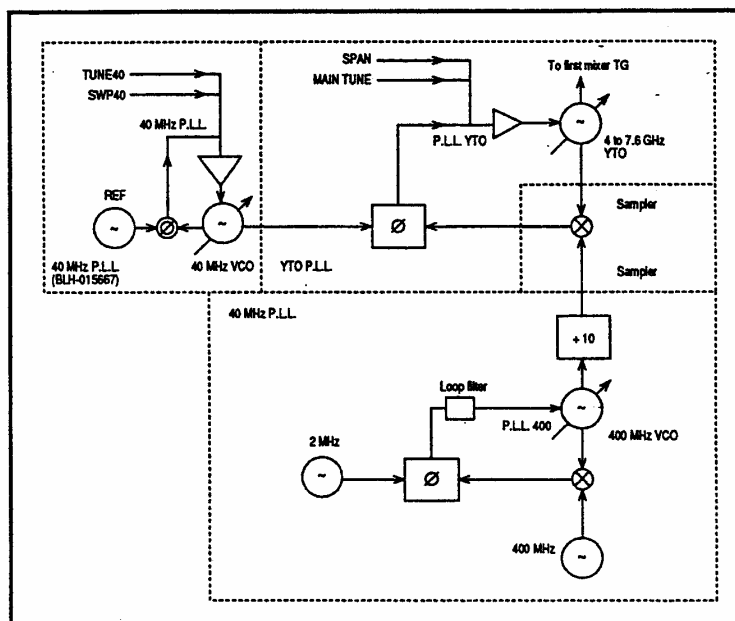 TUNE40
SWP40
40 MHz P.L.L.
REF
40 MHz P.L.L.
(BLH-015667)
40 MHz VCO
SPAN
MAIN TUNE
P.L.L. YTO
To first mixer TG
4 to 7.6 GHz
YTO
Ø
YTO P.L.L.
Sampler
Sampler
40 MHz P.L.L.
÷ 10
Loop filter
P.L.L. 400
400 MHz VCO
2 MHz
Ø
400 MHz